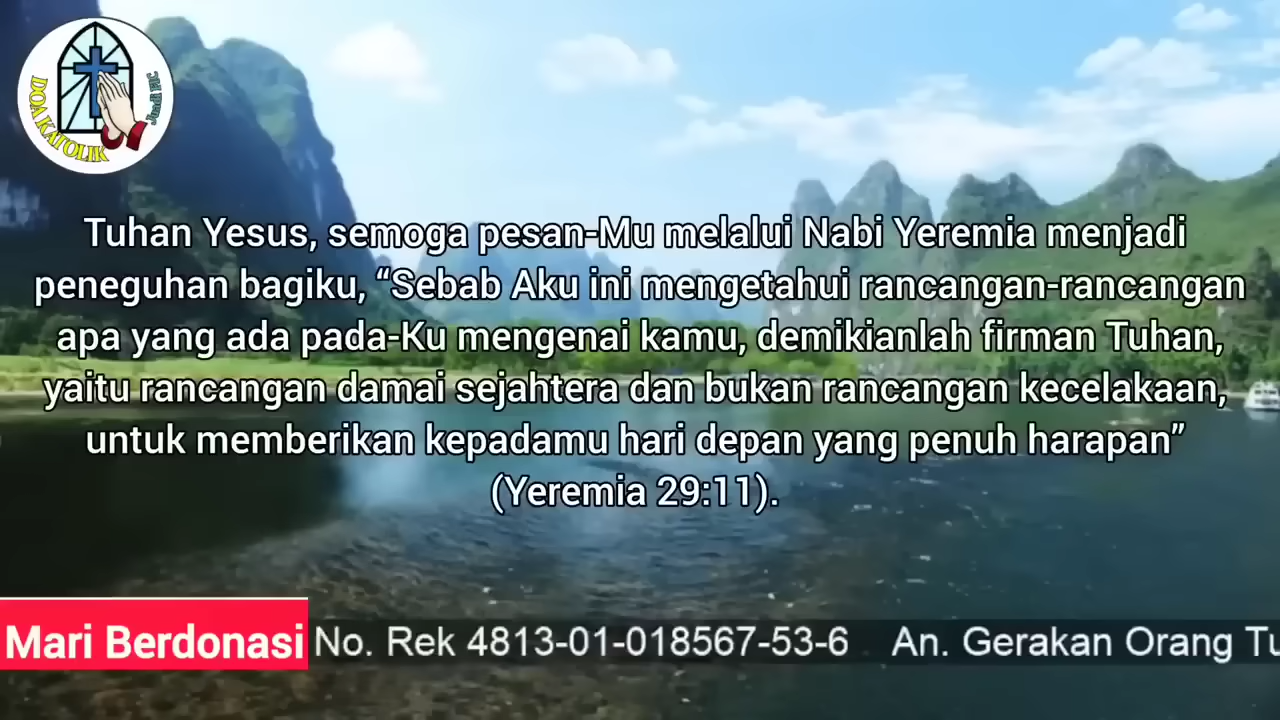 DOA KATOLIK
Tuhan Yesus, semoga pesan-Mu melalui Nabi Yeremia menjadi
peneguhan bagiku, “Sebab Aku ini mengetahui rancangan-rancangan
apa yang ada pada-Ku mengenai kamu, demikianlah firman Tuhan,
yaitu rancangan damai sejahtera dan bukan rancangan kecelakaan,
untuk memberikan kepadamu hari depan yang penuh harapan”
(Yeremia 29:11).
Mari Berdonasi No. Rek 4813-01-018567-53-6 An. Gerakan Orang